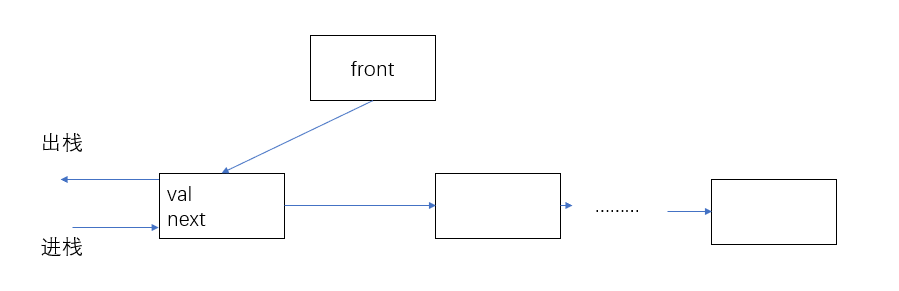 front
出栈
val
next
.........
进栈